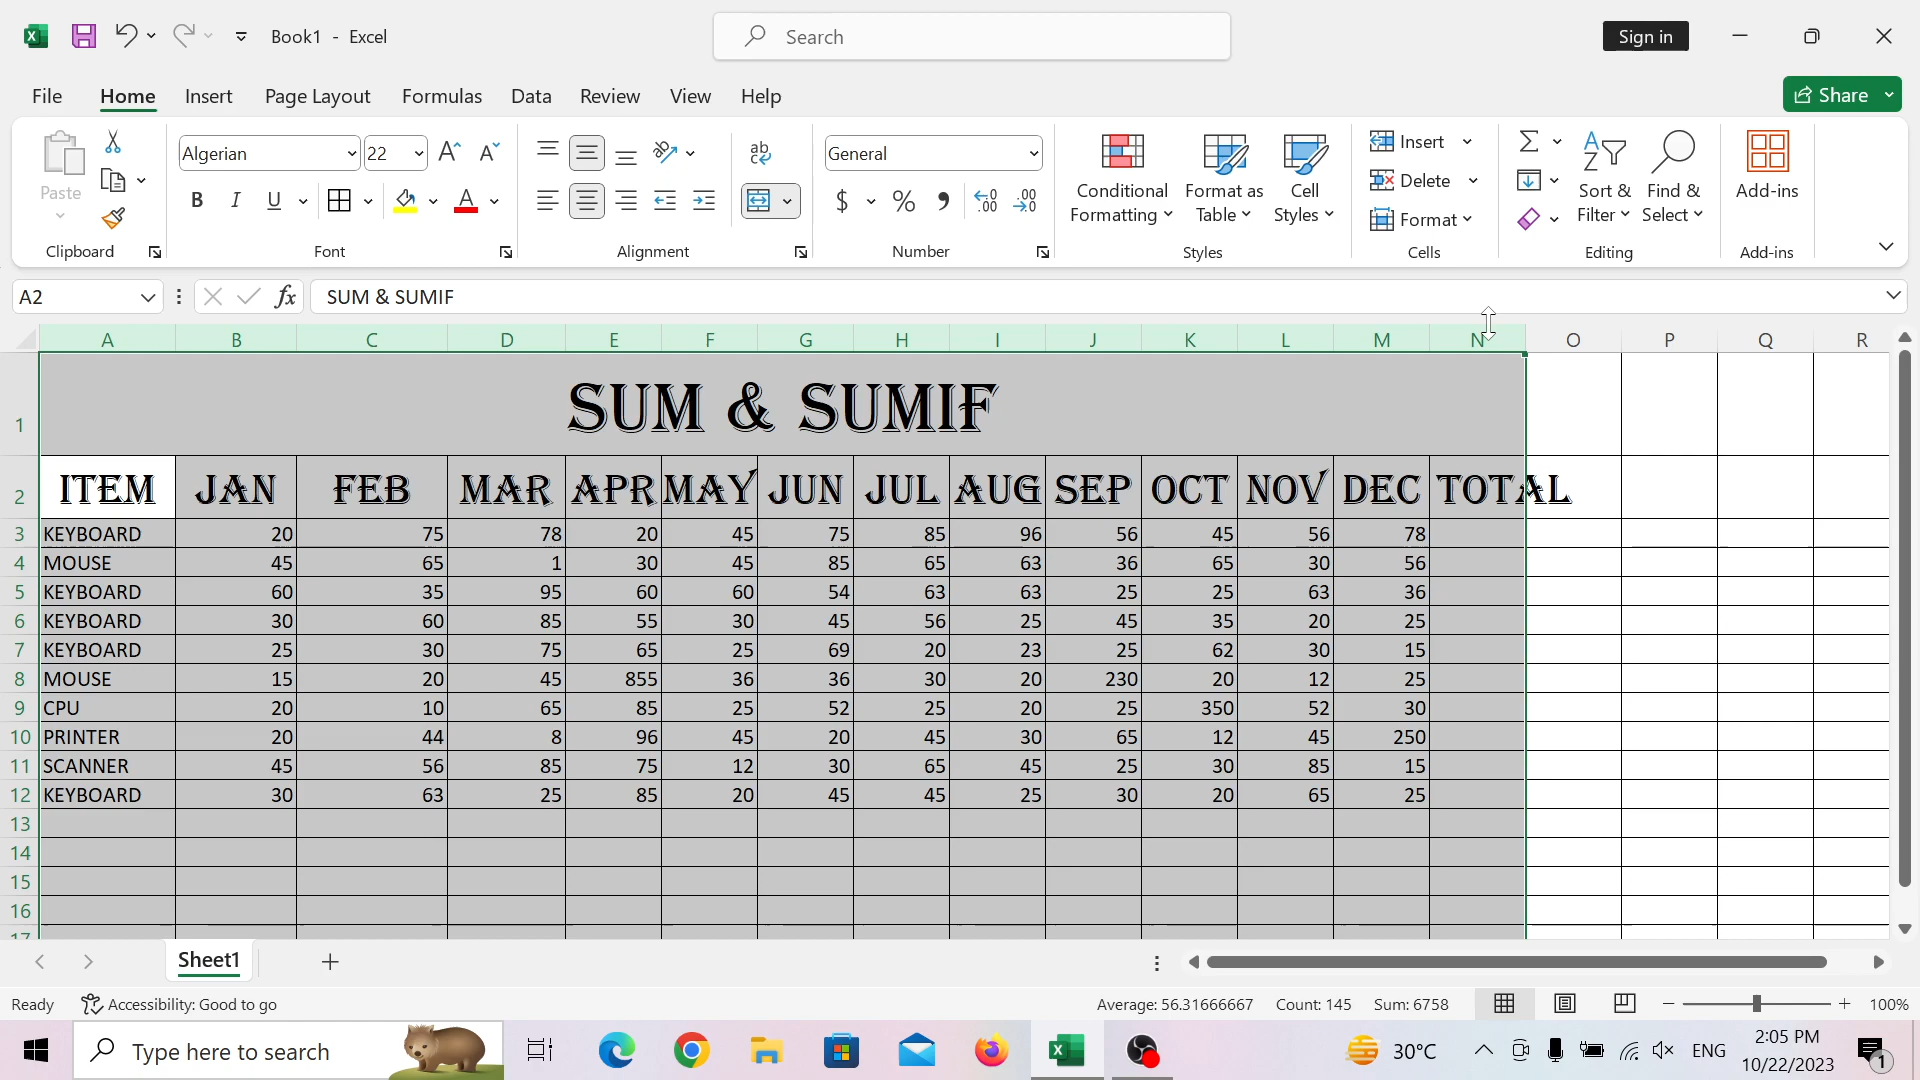 Book1 - Excel
Search
Sign in
File Home Insert Page Layout Formulas Data Review View Help
Share
Paste
Algerian 22
General
Conditional Formatting
Format as Table
Cell Styles
Insert
Delete
Format
Sort & Filter
Find & Select
Add-ins
Clipboard Font Alignment Number Styles Cells Editing Add-ins
A2 SUM & SUMIF
A B C D E F G H I J K L M N O P Q R
1 SUM & SUMIF
2 ITEM JAN FEB MAR APR MAY JUN JUL AUG SEP OCT NOV DEC TOTAL
3 KEYBOARD 20 75 78 20 45 75 85 96 56 45 56 78
4 MOUSE 45 65 1 30 45 85 65 63 36 65 30 56
5 KEYBOARD 60 35 95 60 60 54 63 63 25 25 63 36
6 KEYBOARD 30 60 85 55 30 45 56 25 45 35 20 25
7 KEYBOARD 25 30 75 65 25 69 20 23 25 62 30 15
8 MOUSE 15 20 45 855 36 36 30 20 230 20 12 25
9 CPU 20 10 65 85 25 52 25 20 25 350 52 30
10 PRINTER 20 44 8 96 45 20 45 30 65 12 45 250
11 SCANNER 45 56 85 75 12 30 65 45 25 30 85 15
12 KEYBOARD 30 63 25 85 20 45 45 25 30 20 65 25
13
14
15
16
17
Sheet1
Ready Accessibility: Good to go Average: 56.31666667 Count: 145 Sum: 6758 100%
Type here to search 30°C ENG 2:05 PM
10/22/2023 1